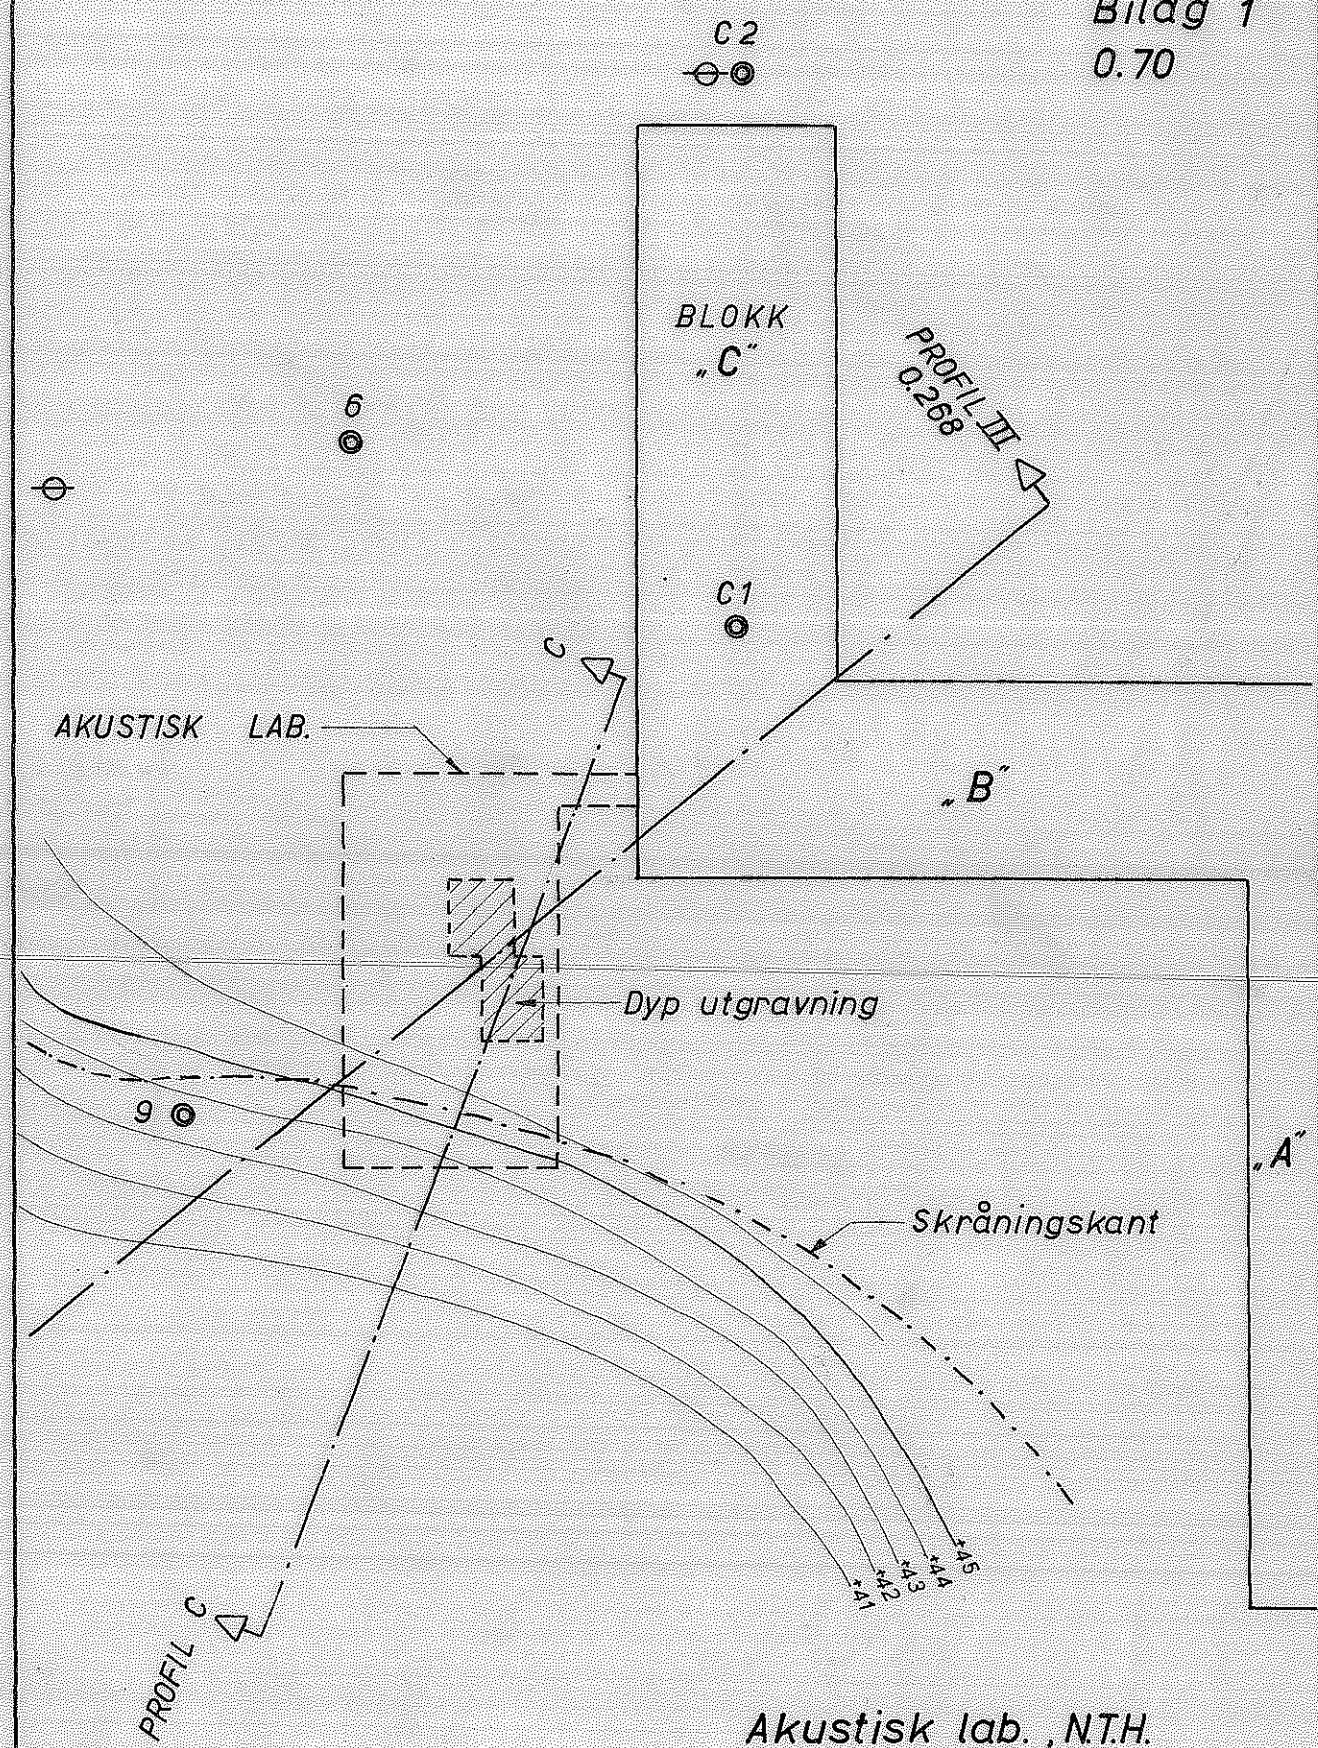 Bilag 1
0.70
C2
BLOKK
„C"
PROFIL III
0.268
6
C1
C
AKUSTISK LAB.
„B"
Dyp utgravning
9
„A"
Skråningskant
+45
+44
+43
+42
+41
PROFIL C
Akustisk lab., N.T.H.